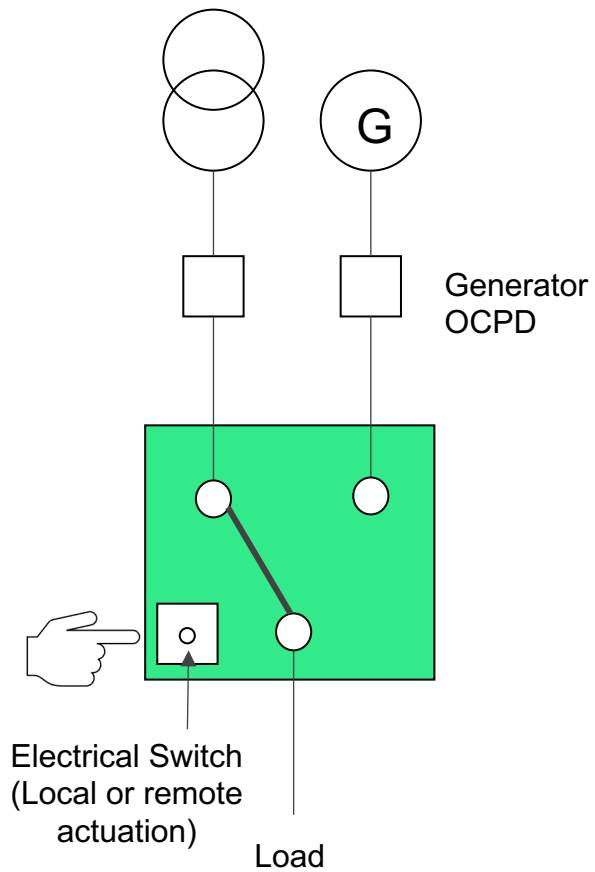 G
Generator
OCPD
Electrical Switch
(Local or remote
actuation)
Load